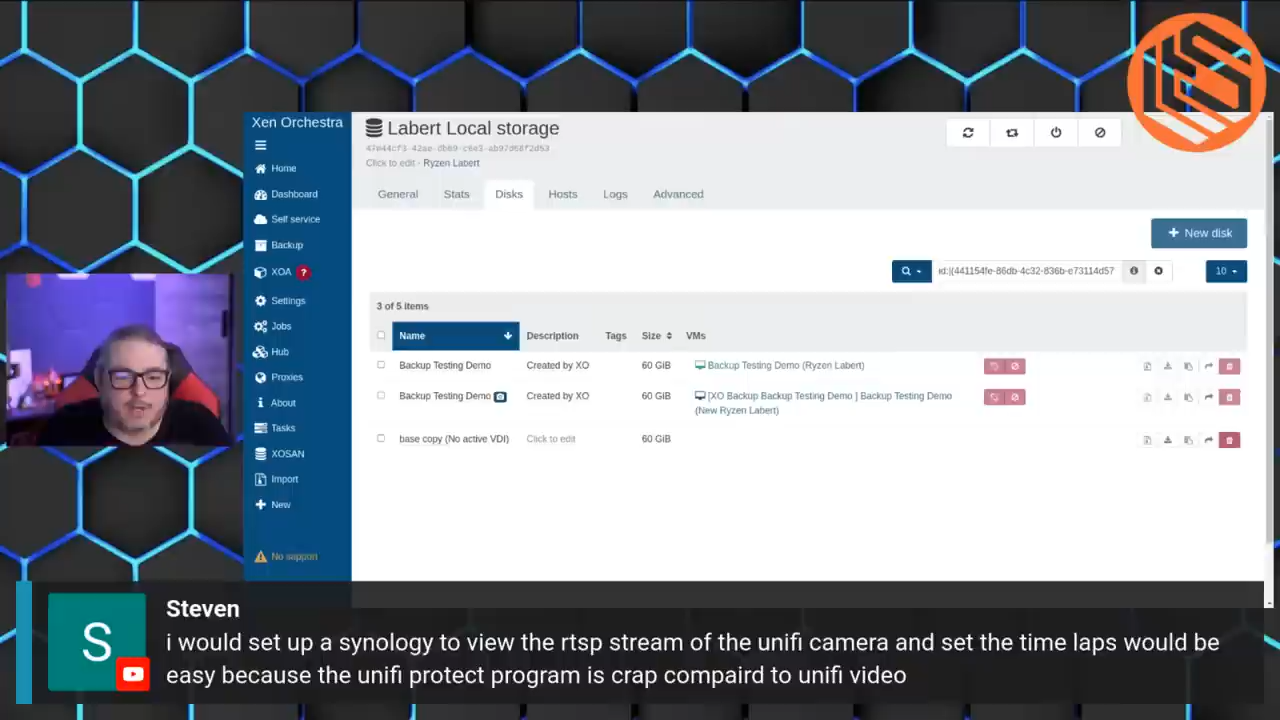 Xen Orchestra
Home
Dashboard
Self service
Backup
XOA ?
Settings
Jobs
Hub
Proxies
About
Tasks
XOSAN
Import
New
No support
Labert Local storage
Click to edit - Ryzen Labert
General Stats Disks Hosts Logs Advanced
+ New disk
id:|(441154fe-86db-4c32-836b-e73114d57
10
3 of 5 items
Name Description Tags Size VMs
Backup Testing Demo Created by XO 60 GiB Backup Testing Demo (Ryzen Labert)
Backup Testing Demo Created by XO 60 GiB [XO Backup Backup Testing Demo ] Backup Testing Demo
(New Ryzen Labert)
base copy (No active VDI) Click to edit 60 GiB
S
Steven
i would set up a synology to view the rtsp stream of the unifi camera and set the time laps would be
easy because the unifi protect program is crap compaird to unifi video